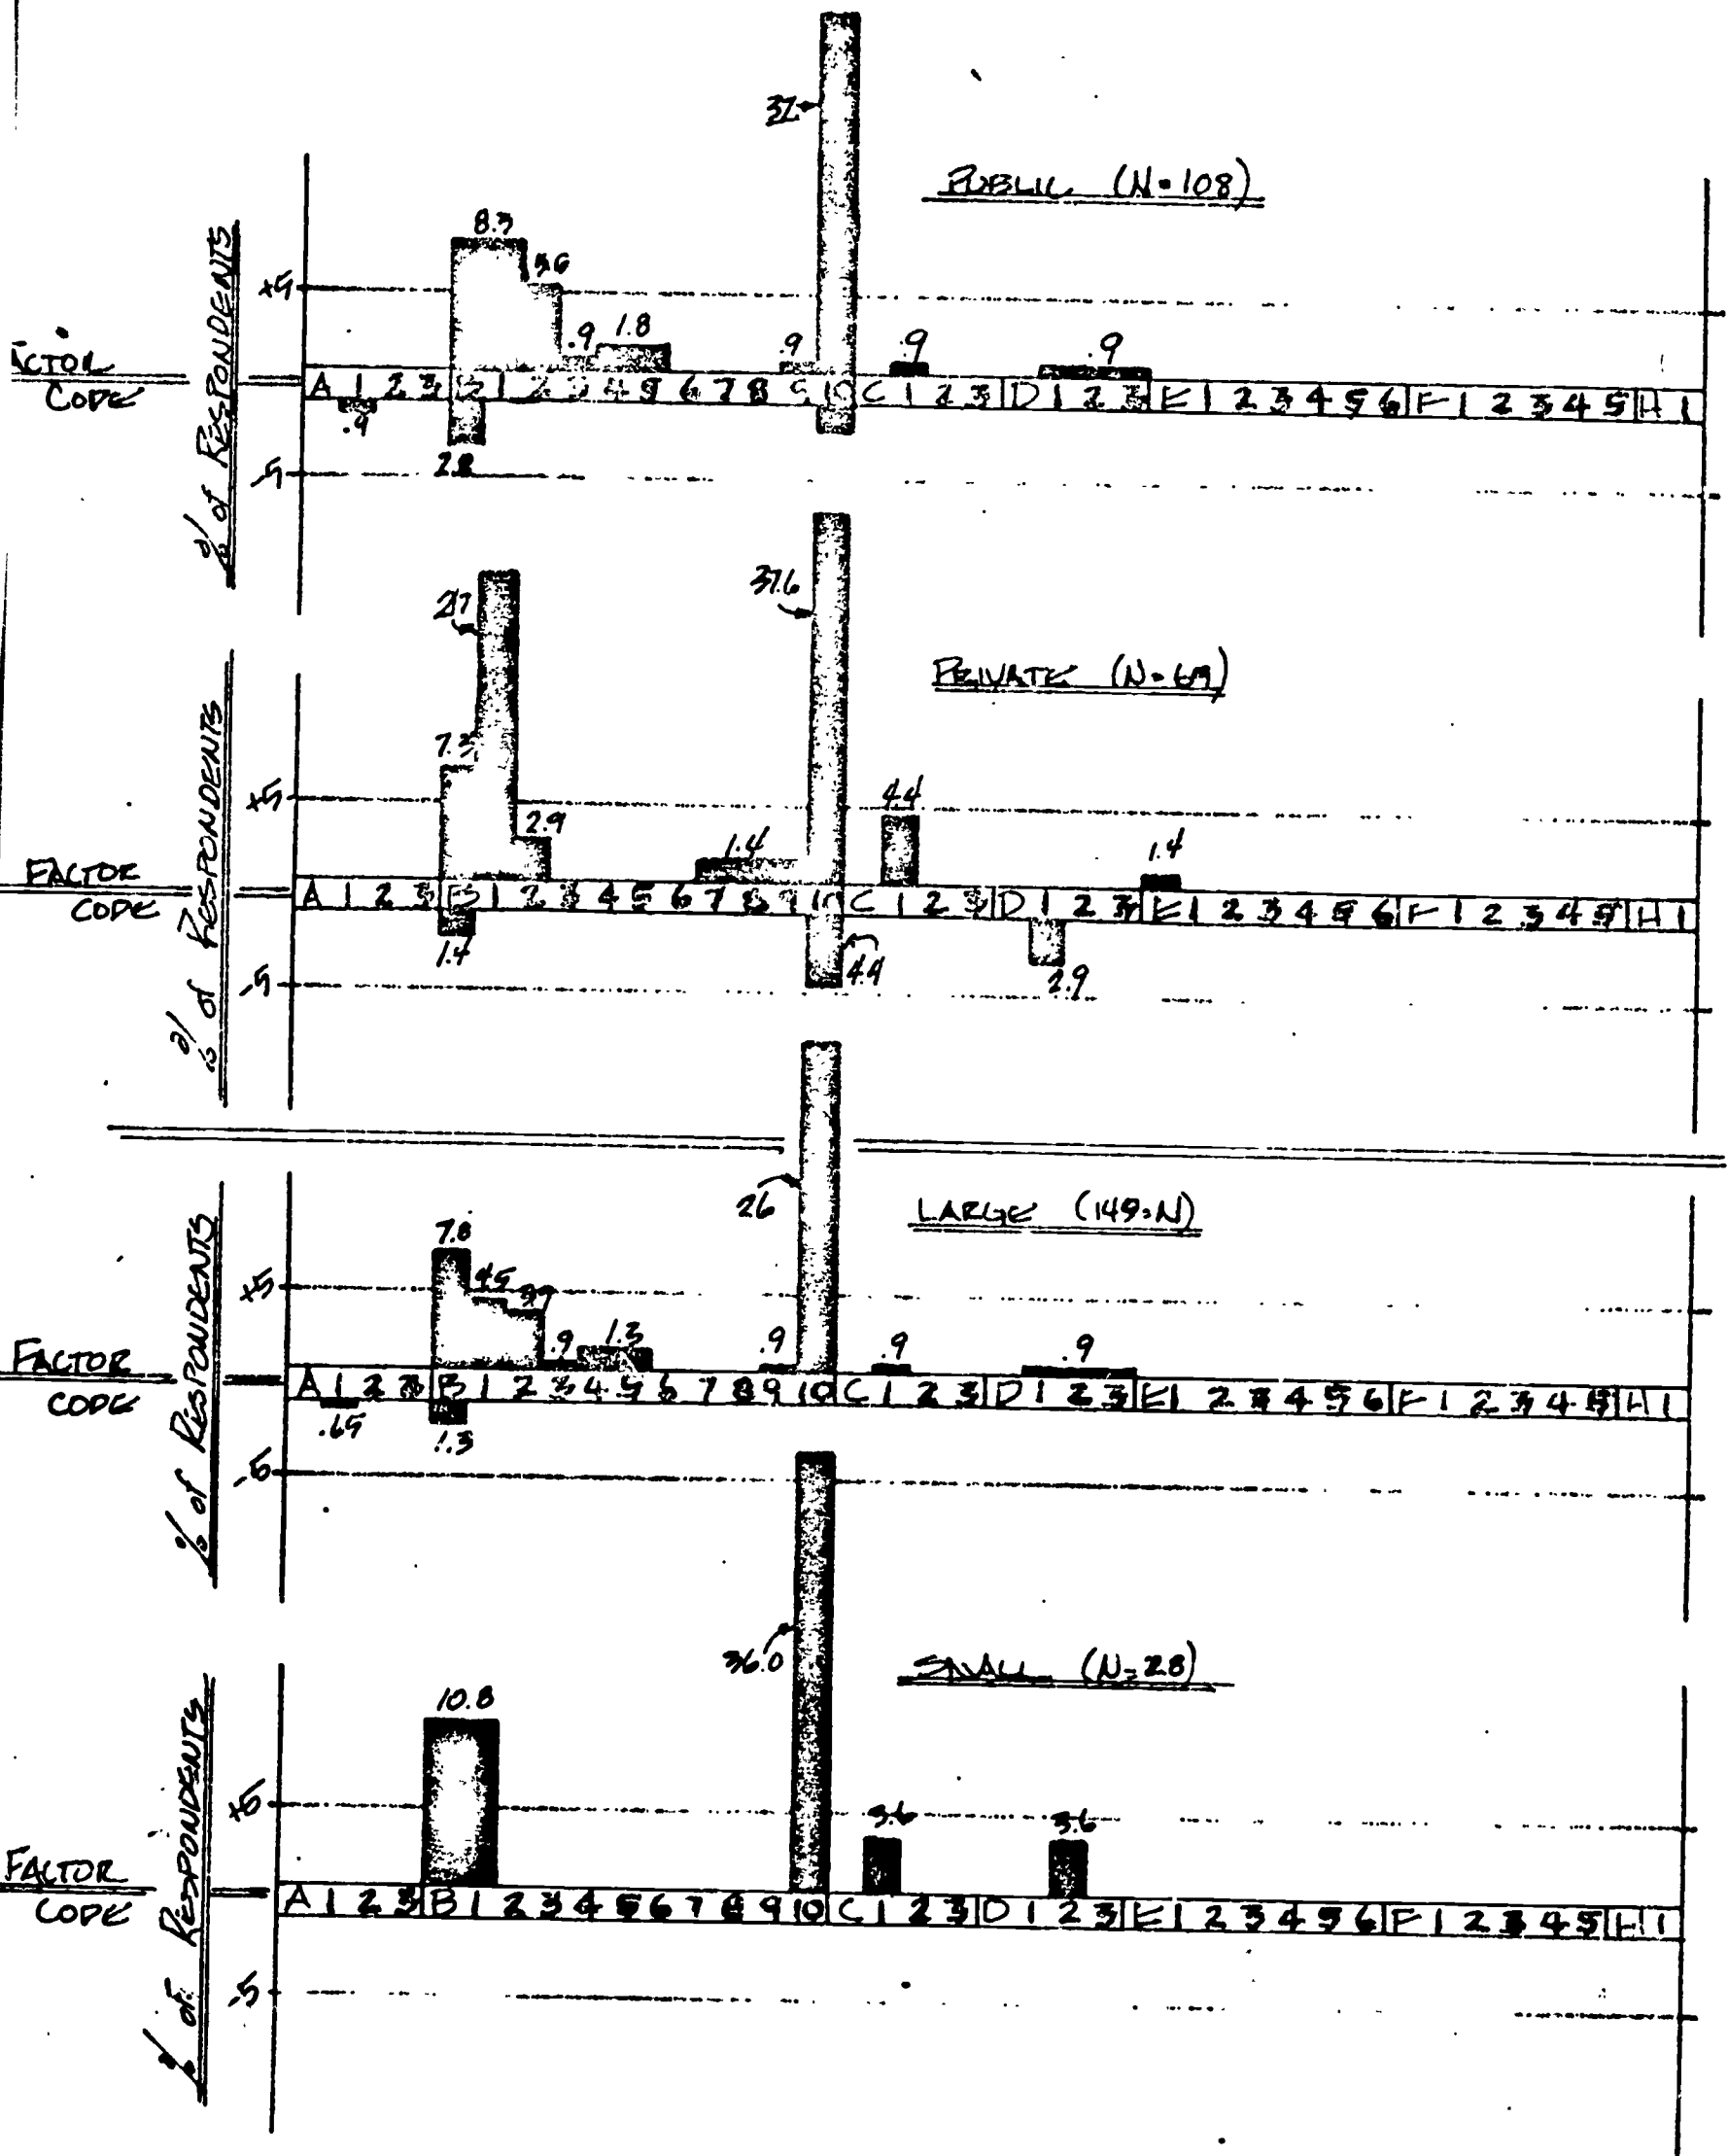 32
PUBLIC (N=108)
8.3
5.6
% of RESPONDENTS
+5
.9 1.8 .9 .9 .9
FACTOR
CODE
A 1 2 3 B 1 2 3 4 5 6 7 8 9 10 C 1 2 3 D 1 2 3 E 1 2 3 4 5 6 F 1 2 3 4 5 H 1
.9
2.8
-5
37.6
PRIVATE (N=69)
7.3
% of RESPONDENTS
+5
2.9 1.4 4.4 1.4
FACTOR
CODE
A 1 2 3 B 1 2 3 4 5 6 7 8 9 10 C 1 2 3 D 1 2 3 E 1 2 3 4 5 6 F 1 2 3 4 5 H 1
1.4 4.4 2.9
-5
26
LARGE (149=N)
7.8
% of RESPONDENTS
+5
4.5
.9 1.3 .9 .9 .9
FACTOR
CODE
A 1 2 3 B 1 2 3 4 5 6 7 8 9 10 C 1 2 3 D 1 2 3 E 1 2 3 4 5 6 F 1 2 3 4 5 H 1
.65 1.3
-5
36.0
SMALL (N=28)
10.8
% of RESPONDENTS
+5
3.6 3.6
FACTOR
CODE
A 1 2 3 B 1 2 3 4 5 6 7 8 9 10 C 1 2 3 D 1 2 3 E 1 2 3 4 5 6 F 1 2 3 4 5 H 1
-5